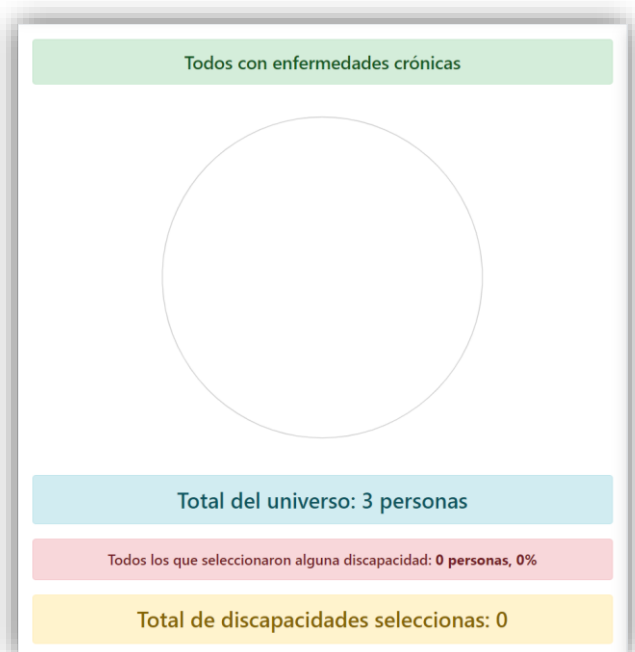 Todos con enfermedades crónicas
Total del universo: 3 personas
Todos los que seleccionaron alguna discapacidad: 0 personas, 0%
Total de discapacidades seleccionas: 0